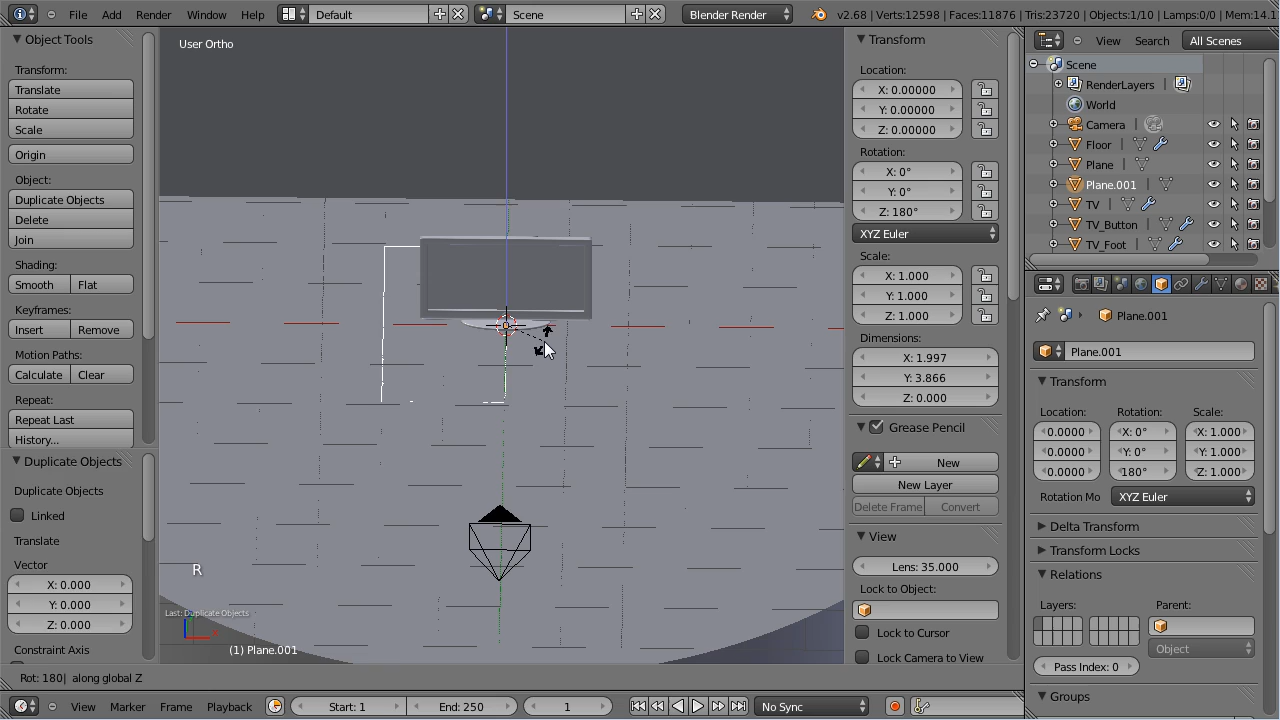 File Add Render Window Help Default Scene Blender Render v2.68 | Verts:12598 | Faces:11876 | Tris:23720 | Objects:1/10 | Lamps:0/0 | Mem:14.1
Object Tools
Transform:
Translate
Rotate
Scale
Origin
Object:
Duplicate Objects
Delete
Join
Shading:
Smooth Flat
Keyframes:
Insert Remove
Motion Paths:
Calculate Clear
Repeat:
Repeat Last
History...
Duplicate Objects
Duplicate Objects
Linked
Translate
Vector
X: 0.000
Y: 0.000
Z: 0.000
Constraint Axis
User Ortho
R
Last: Duplicate Objects
(1) Plane.001
Rot: 180| along global Z
Transform
Location:
X: 0.00000
Y: 0.00000
Z: 0.00000
Rotation:
X: 0°
Y: 0°
Z: 180°
XYZ Euler
Scale:
X: 1.000
Y: 1.000
Z: 1.000
Dimensions:
X: 1.997
Y: 3.866
Z: 0.000
Grease Pencil
New
New Layer
Delete Frame Convert
View
Lens: 35.000
Lock to Object:
Lock to Cursor
Lock Camera to View
View Search All Scenes
Scene
RenderLayers
World
Camera
Floor
Plane
Plane.001
TV
TV_Button
TV_Foot
Plane.001
Plane.001
Transform
Location: Rotation: Scale:
0.0000 X: 0° X: 1.000
0.0000 Y: 0° Y: 1.000
0.0000 180° Z: 1.000
Rotation Mo XYZ Euler
Delta Transform
Transform Locks
Relations
Layers: Parent:
Object
Pass Index: 0
Groups
View Marker Frame Playback Start: 1 End: 250 1 No Sync